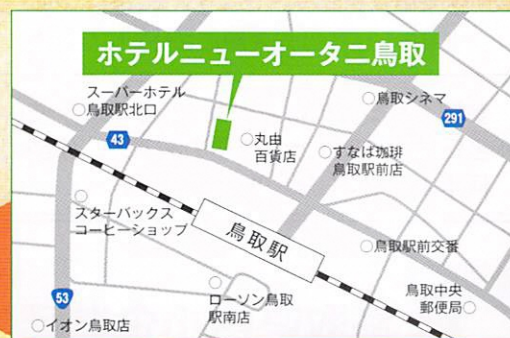 ホテルニューオータニ鳥取
スーパーホテル
鳥取駅北口
鳥取シネマ
291
43
丸由
百貨店
すなば珈琲
鳥取駅前店
スターバックス
コーヒーショップ
鳥取駅
鳥取駅前交番
53
ローソン鳥取
駅南店
鳥取中央
郵便局
イオン鳥取店